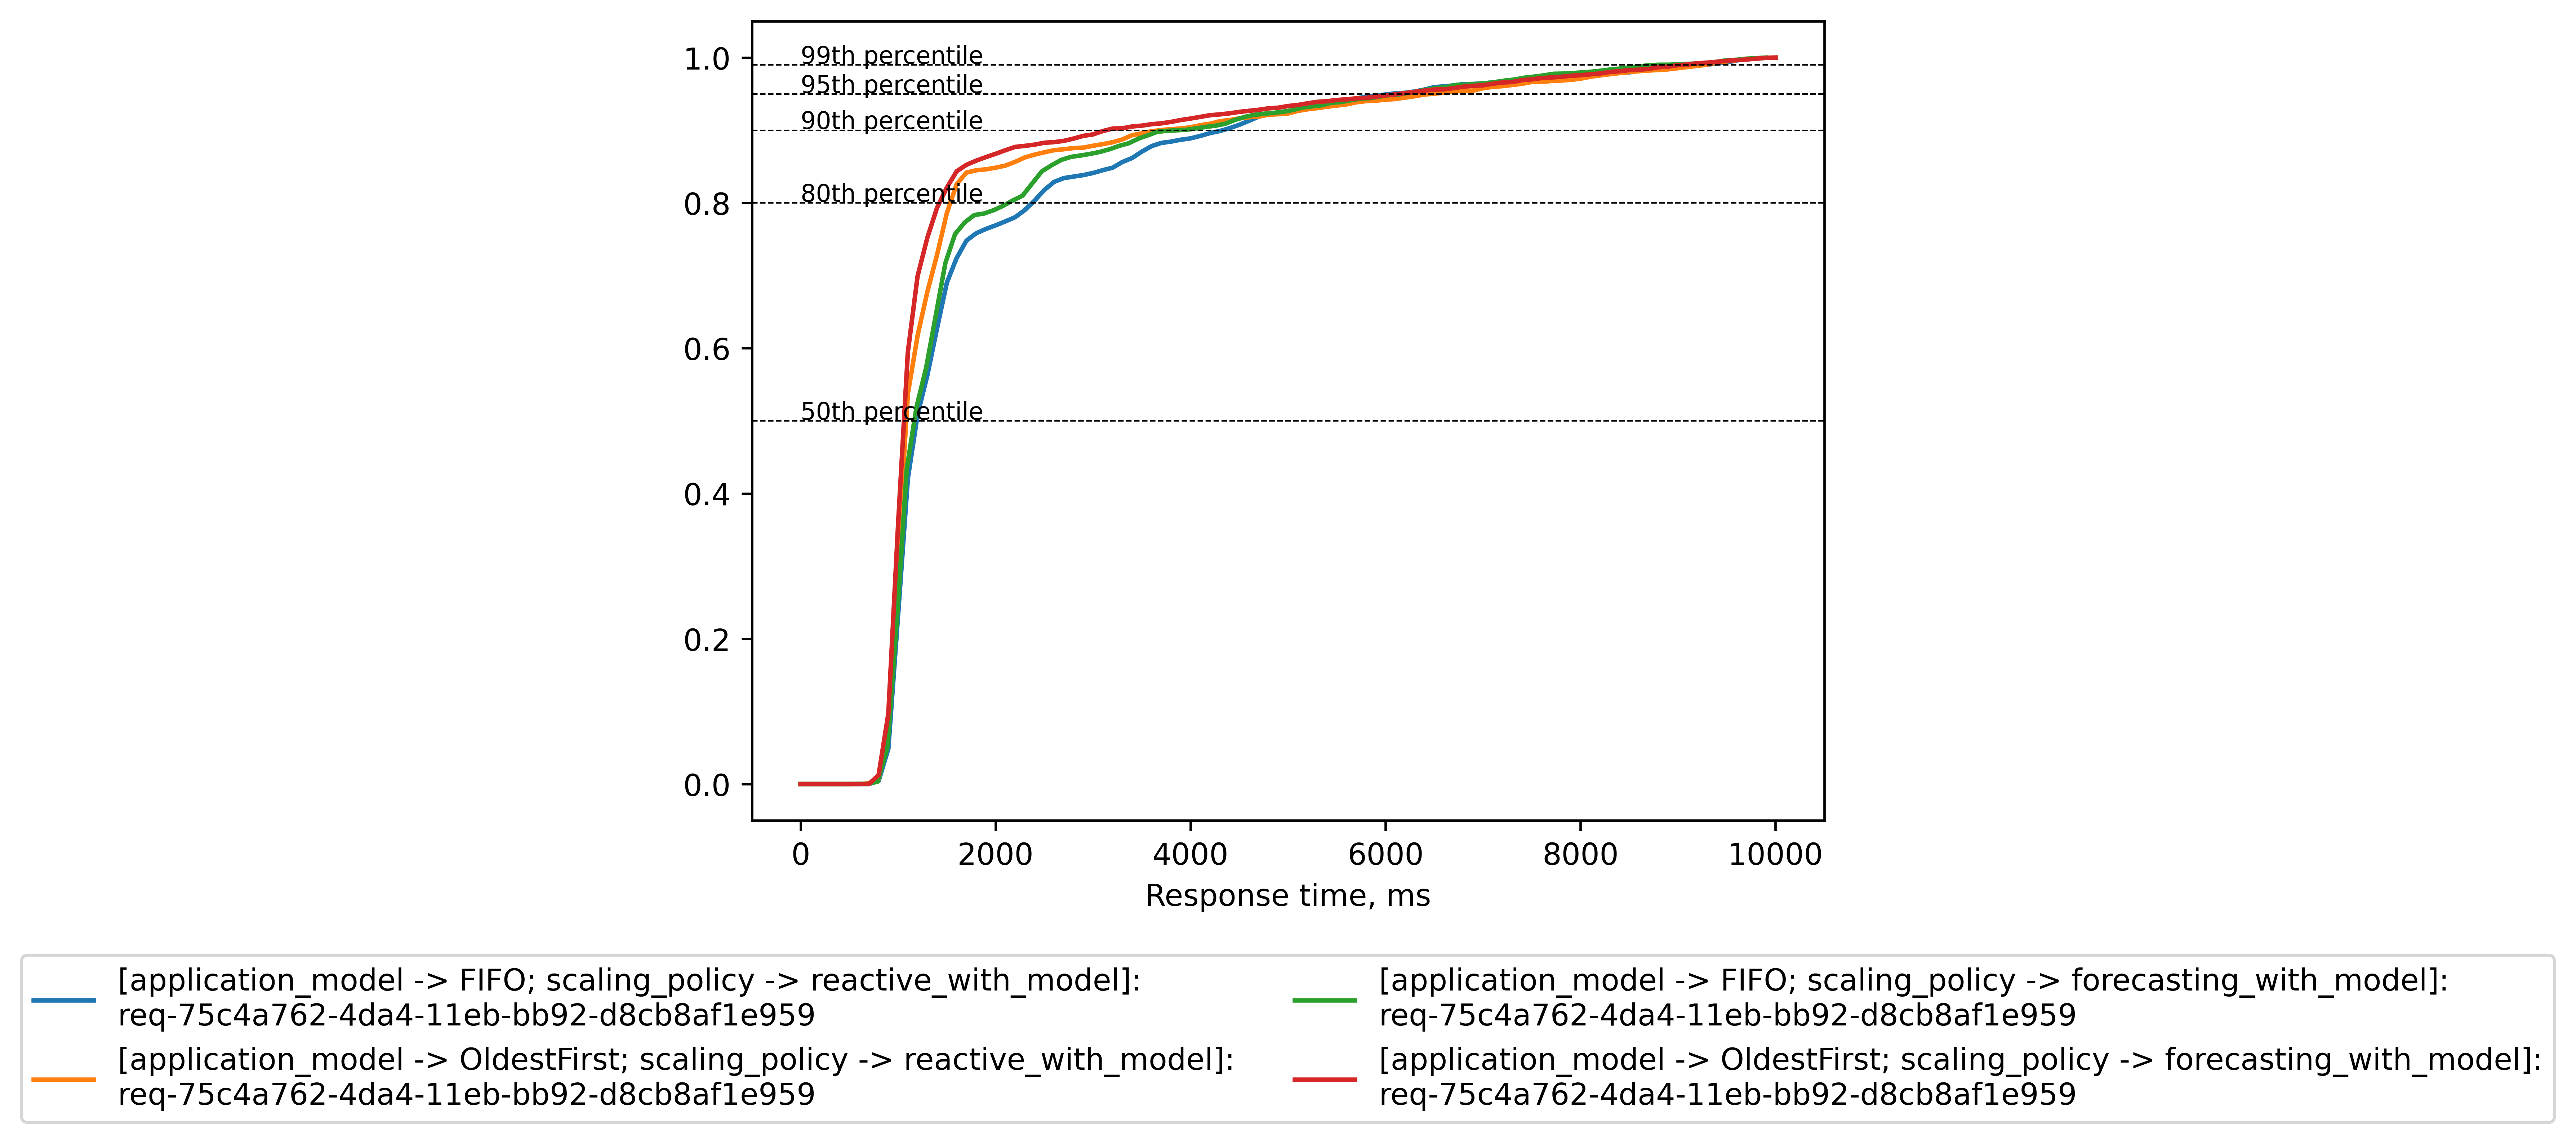 1.0
0.8
0.6
0.4
0.2
0.0
99th percentile
95th percentile
90th percentile
80th percentile
50th percentile
0 2000 4000 6000 8000 10000
Response time, ms
[application_model -> FIFO; scaling_policy -> reactive_with_model]:
req-75c4a762-4da4-11eb-bb92-d8cb8af1e959
[application_model -> OldestFirst; scaling_policy -> reactive_with_model]:
req-75c4a762-4da4-11eb-bb92-d8cb8af1e959
[application_model -> FIFO; scaling_policy -> forecasting_with_model]:
req-75c4a762-4da4-11eb-bb92-d8cb8af1e959
[application_model -> OldestFirst; scaling_policy -> forecasting_with_model]:
req-75c4a762-4da4-11eb-bb92-d8cb8af1e959